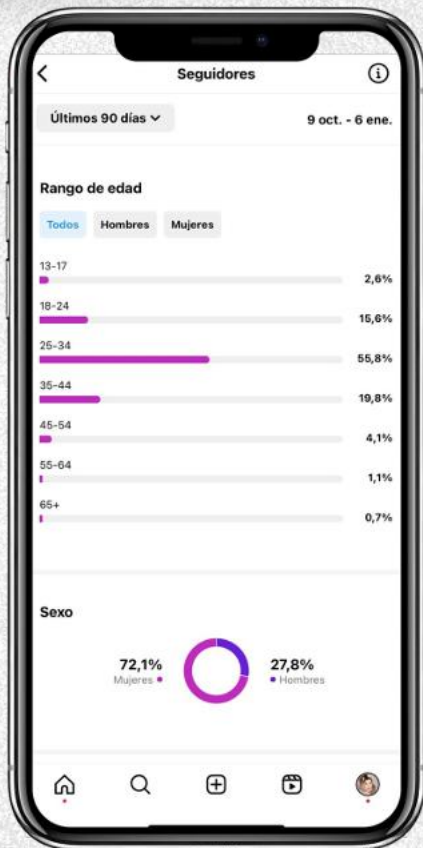 Seguidores
Últimos 90 días
9 oct. - 6 ene.
Rango de edad
Todos Hombres Mujeres
13-17
2,6%
18-24
15,6%
25-34
55,8%
35-44
19,8%
45-54
4,1%
55-64
1,1%
65+
0,7%
Sexo
72,1% 27,8%
Mujeres Hombres